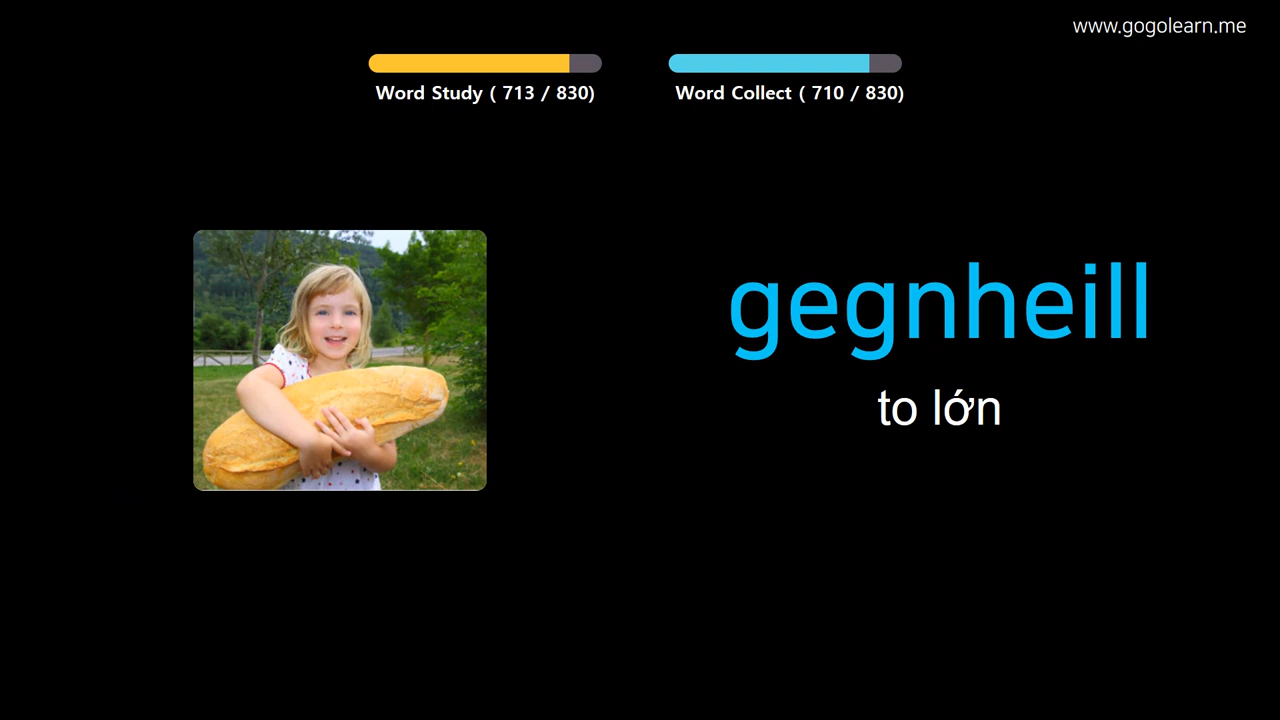 www.gogolearn.me
Word Study ( 713 / 830)
Word Collect ( 710 / 830)
gegnheill
to lớn